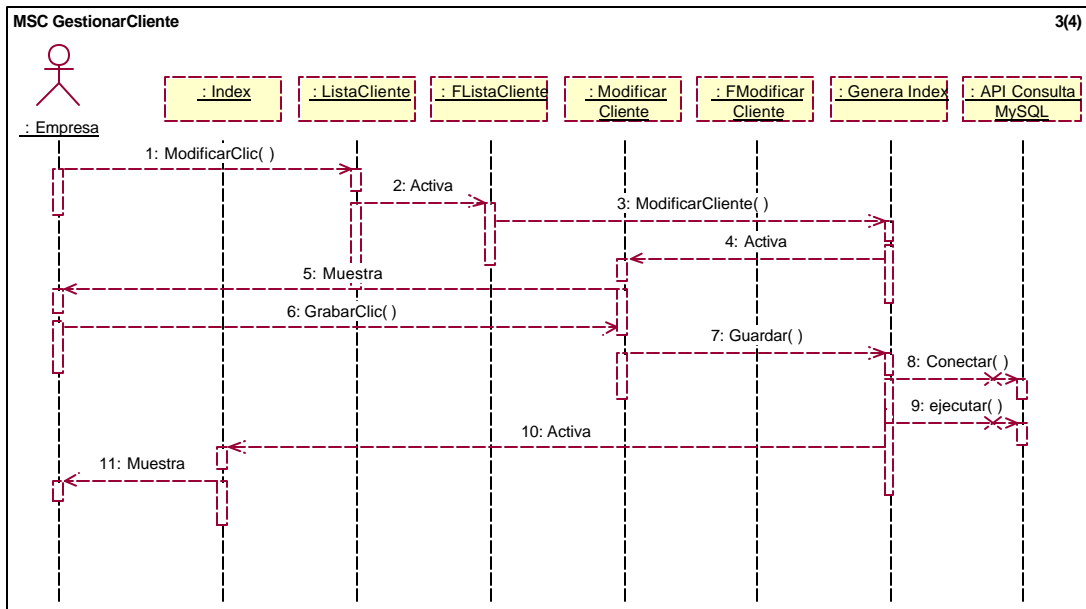 MSC GestionarCliente
3(4)
: Empresa
: Index
: ListaCliente
: FListaCliente
: Modificar
Cliente
: FModificar
Cliente
: Genera Index
: API Consulta
MySQL
1: ModificarClic( )
2: Activa
3: ModificarCliente( )
4: Activa
5: Muestra
6: GrabarClic( )
7: Guardar( )
8: Conectar( )
9: ejecutar( )
10: Activa
11: Muestra